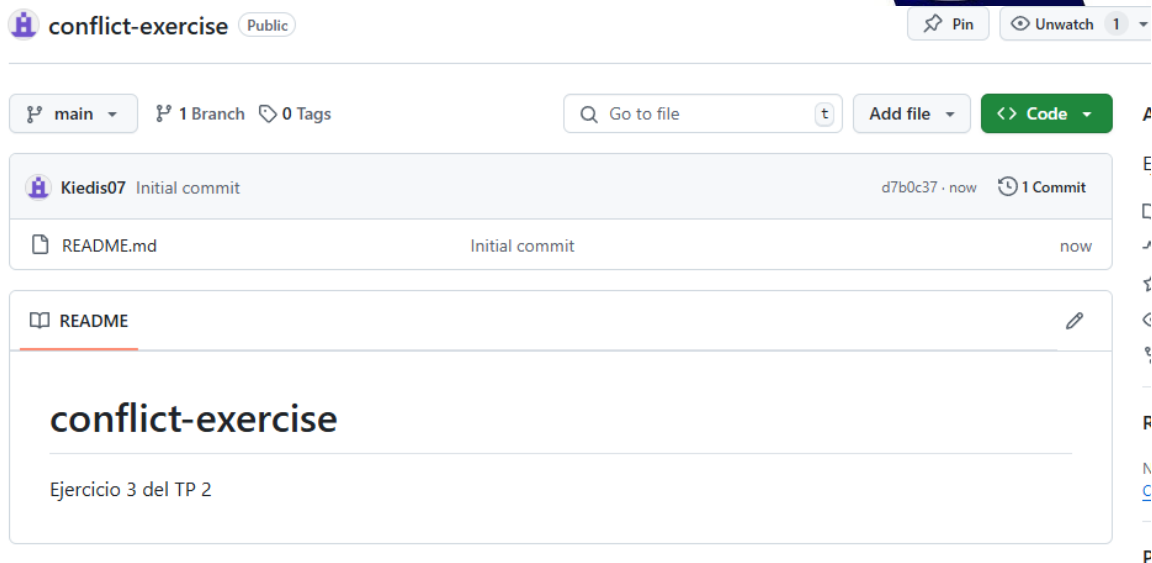 conflict-exercise Public Pin Unwatch 1
main 1 Branch 0 Tags Go to file t Add file Code
Kiedis07 Initial commit d7b0c37 · now 1 Commit
README.md Initial commit now
README
conflict-exercise
Ejercicio 3 del TP 2